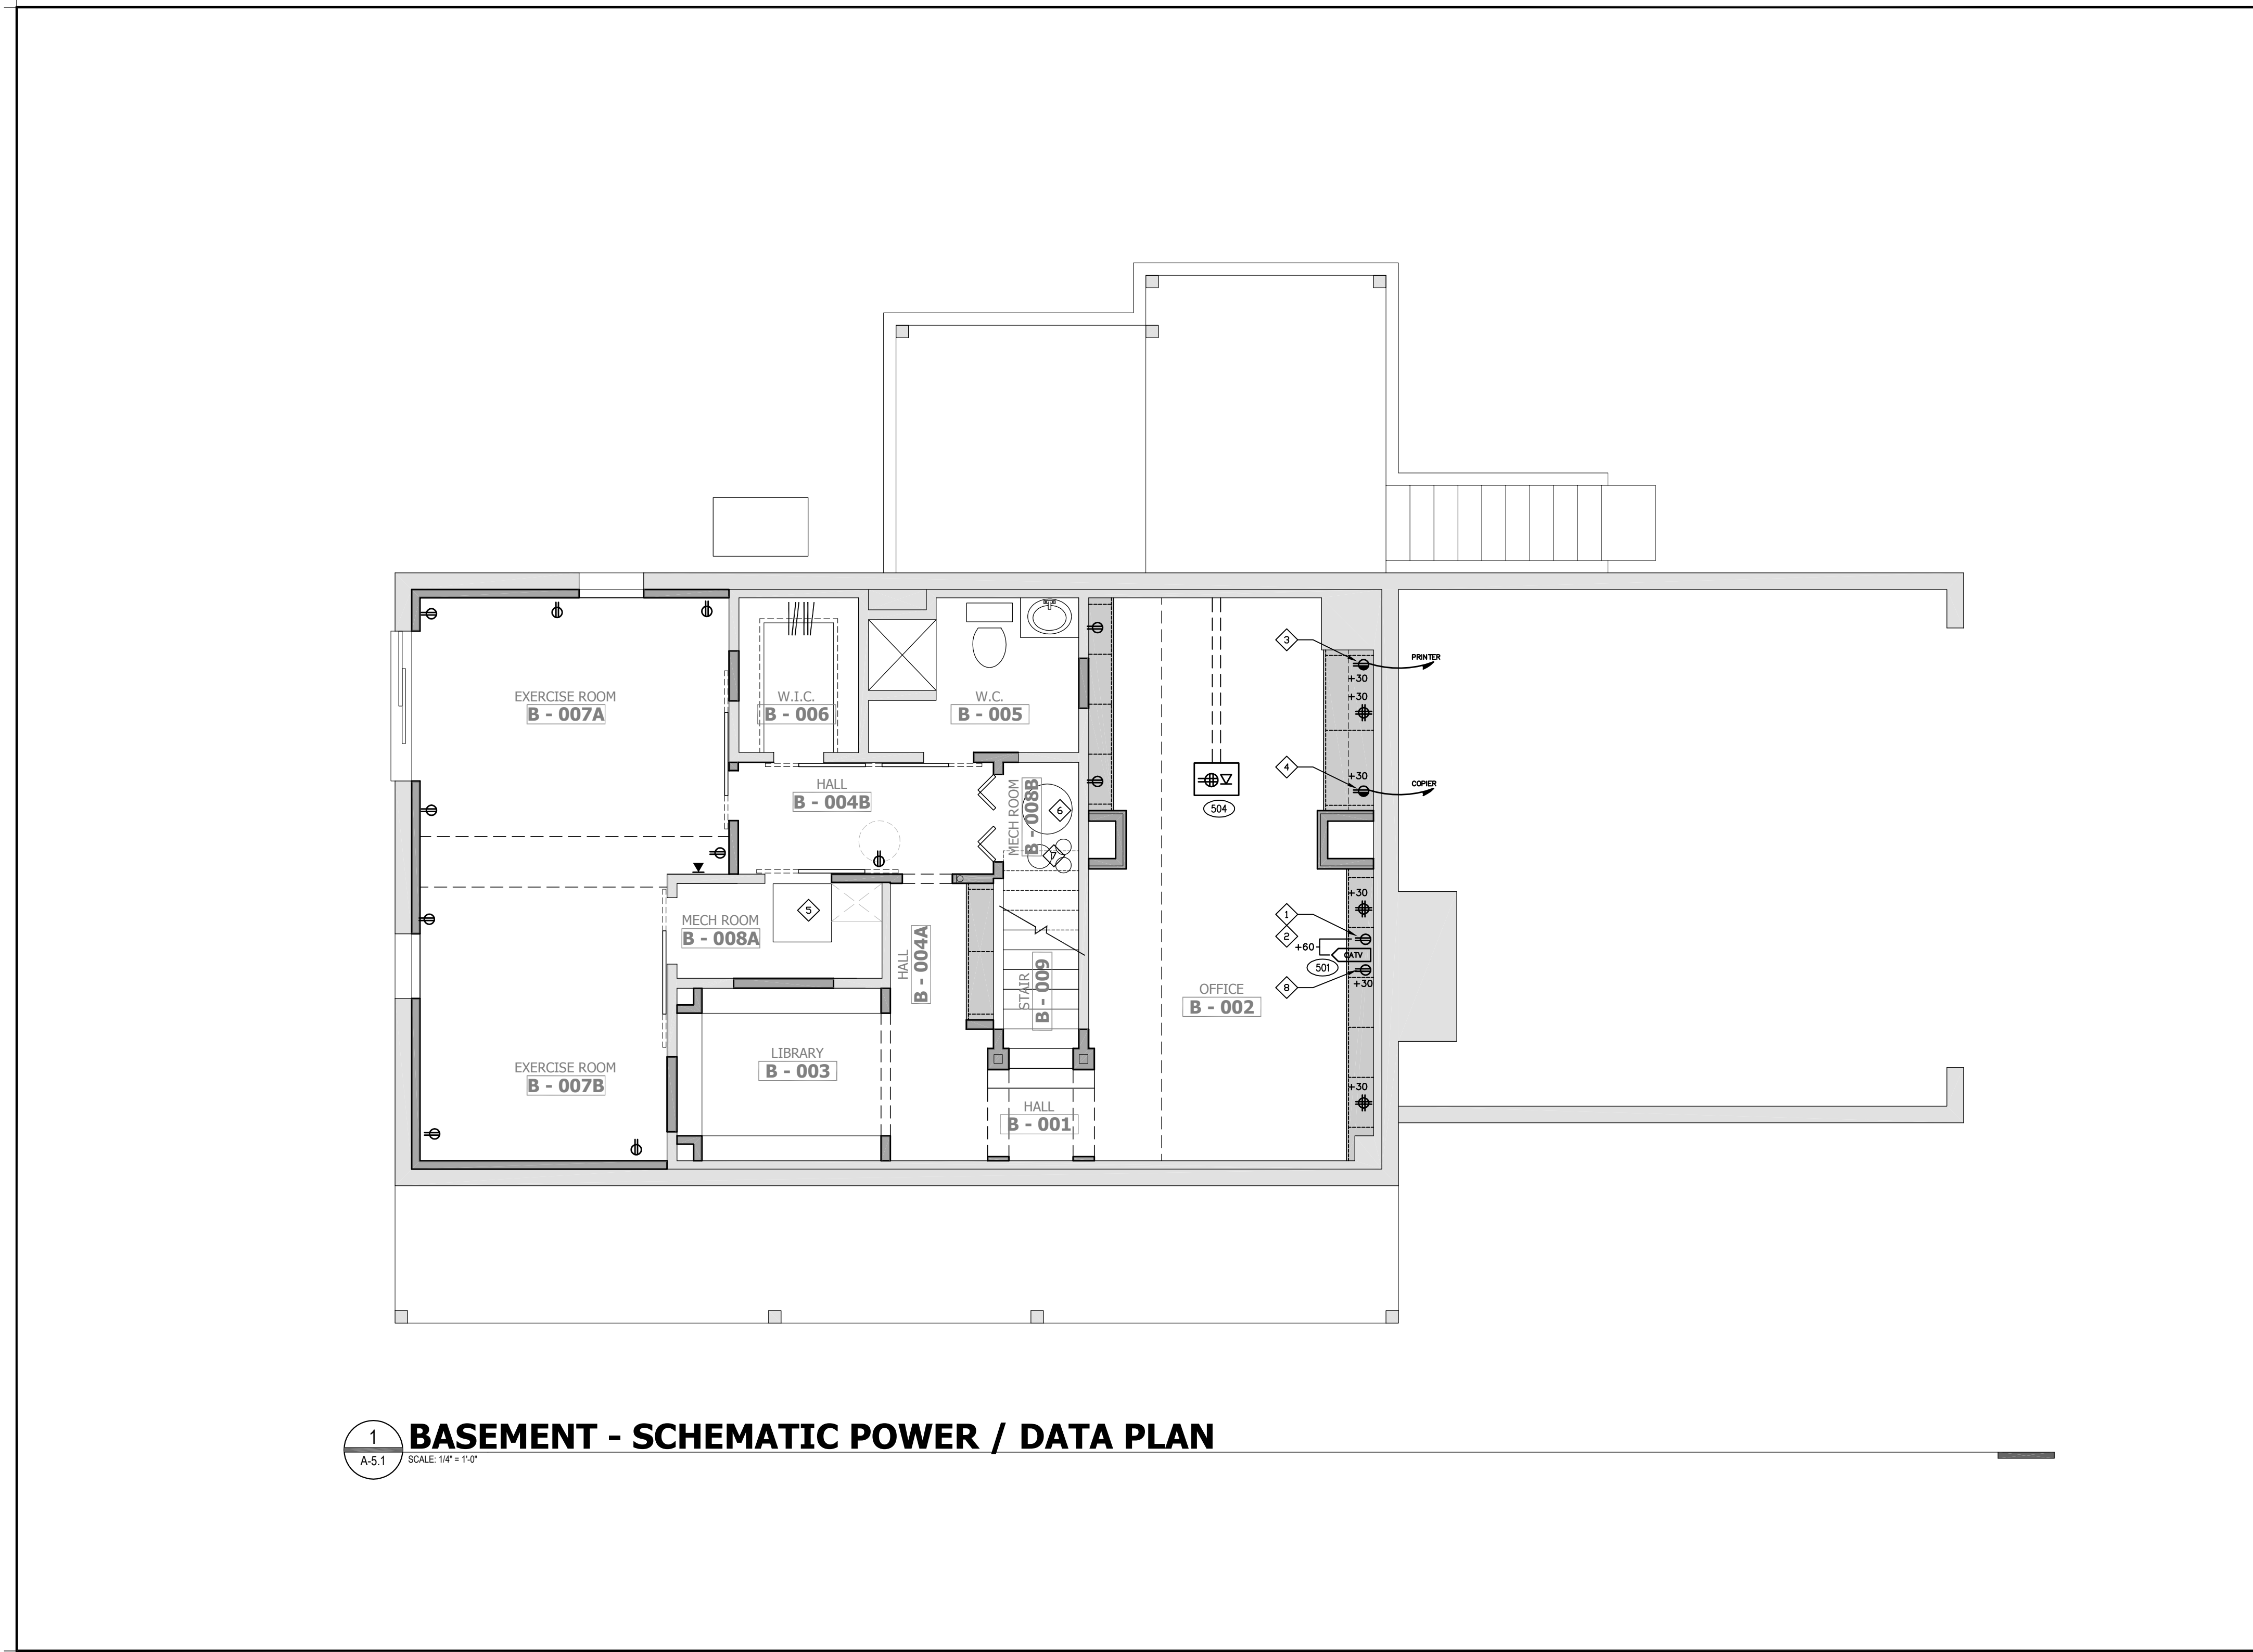 3
PRINTER
+30
+30
EXERCISE ROOM
B - 007A
W.I.C.
B - 006
W.C.
B - 005
4
+30
COPIER
HALL
B - 004B
MECH ROOM
B - 008B
6
504
7
+30
5
MECH ROOM
B - 008A
HALL
B - 004A
1
2
+60
CATV
501
8
+30
STAIR
B - 009
OFFICE
B - 002
LIBRARY
B - 003
EXERCISE ROOM
B - 007B
+30
HALL
B - 001
1
A-5.1
BASEMENT - SCHEMATIC POWER / DATA PLAN
SCALE: 1/4" = 1'-0"